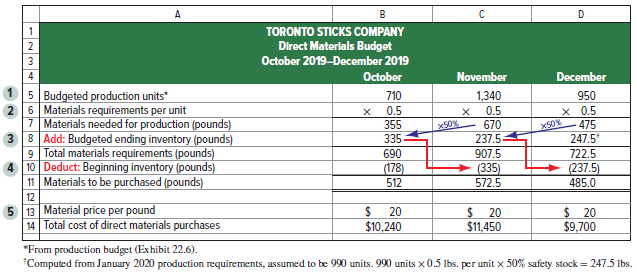 A B C D
1 TORONTO STICKS COMPANY
2 Direct Materials Budget
3 October 2019–December 2019
4 October November December
1 5 Budgeted production units* 710 1,340 950
2 6 Materials requirements per unit × 0.5 × 0.5 × 0.5
7 Materials needed for production (pounds) 355 ×50% 670 ×50% 475
3 8 Add: Budgeted ending inventory (pounds) 335 237.5 247.5†
9 Total materials requirements (pounds) 690 907.5 722.5
4 10 Deduct: Beginning inventory (pounds) (178) (335) (237.5)
11 Materials to be purchased (pounds) 512 572.5 485.0
12
5 13 Material price per pound $ 20 $ 20 $ 20
14 Total cost of direct materials purchases $10,240 $11,450 $9,700
*From production budget (Exhibit 22.6).
†Computed from January 2020 production requirements, assumed to be 990 units. 990 units × 0.5 lbs. per unit × 50% safety stock = 247.5 lbs.